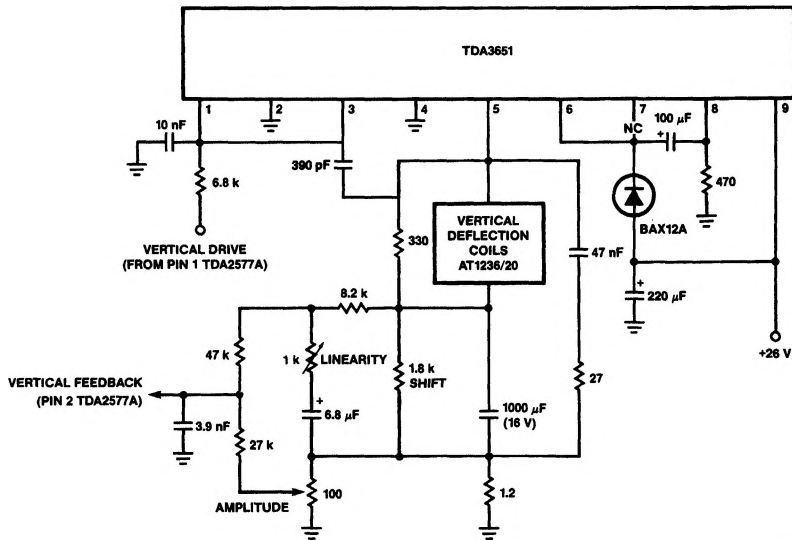 TDA3651
1 2 3 4 5 6 7 8 9
10 nF
NC
100 µF
+
390 pF
6.8 k
470
VERTICAL DRIVE
(FROM PIN 1 TDA2577A)
330
VERTICAL
DEFLECTION
COILS
AT1236/20
47 nF
BAX12A
+
220 µF
8.2 k
+26 V
47 k
1 k
LINEARITY
1.8 k
SHIFT
27
VERTICAL FEEDBACK
(PIN 2 TDA2577A)
+
6.8 µF
1000 µF
(16 V)
3.9 nF
27 k
AMPLITUDE
100
1.2